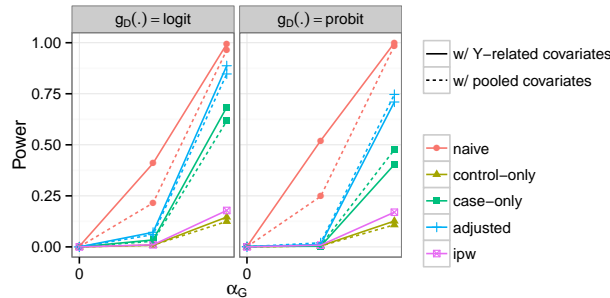 g_D(.) = logit
g_D(.) = probit
1.00
0.75
0.50
0.25
0.00
Power
0
0
α_G
w/ Y−related covariates
w/ pooled covariates
naive
control−only
case−only
adjusted
ipw